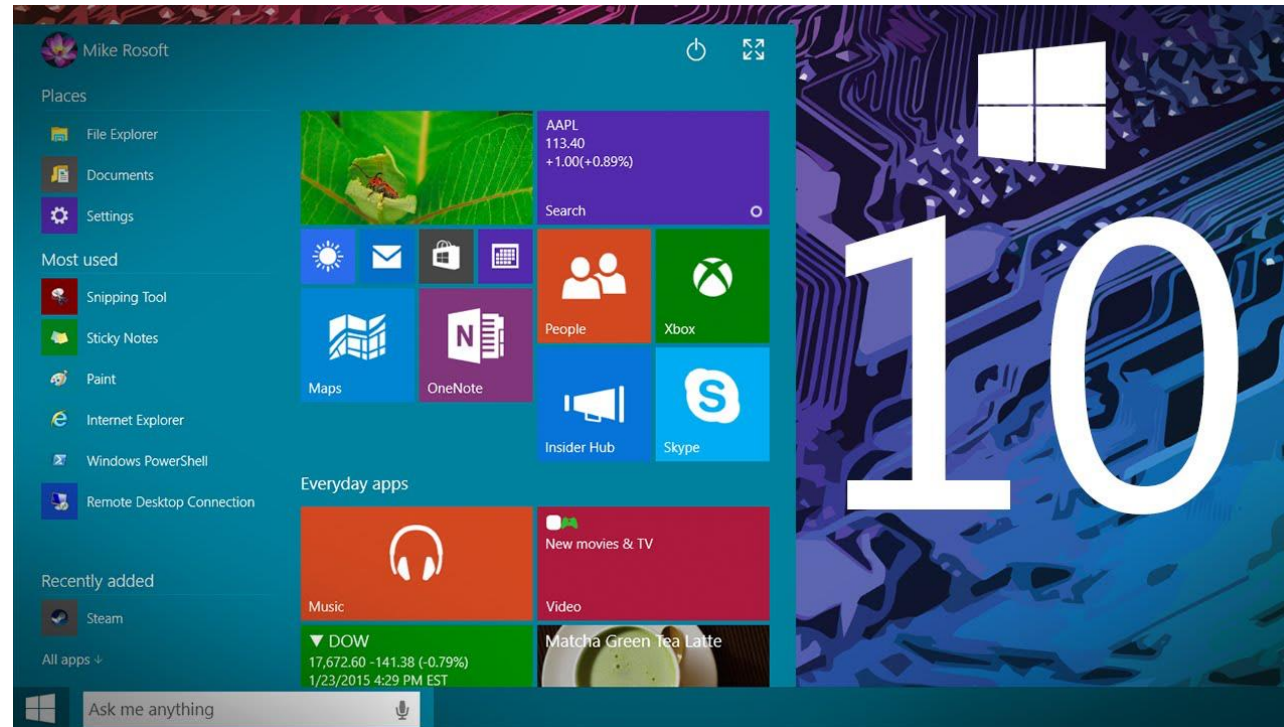 Mike Rosoft
Places
File Explorer
Documents
Settings
Most used
Snipping Tool
Sticky Notes
Paint
Internet Explorer
Windows PowerShell
Remote Desktop Connection
Recently added
Steam
All apps ↓
AAPL
113.40
+1.00(+0.89%)
Search
Maps
N
OneNote
People
Xbox
Insider Hub
S
Skype
Everyday apps
Music
New movies & TV
Video
▼ DOW
17,672.60 -141.38 (-0.79%)
1/23/2015 4:29 PM EST
Matcha Green Tea Latte
Ask me anything
10